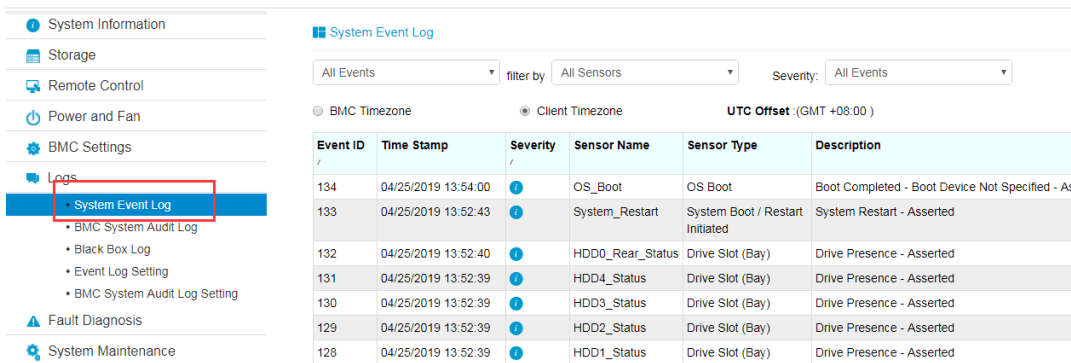 System Information
Storage
Remote Control
Power and Fan
BMC Settings
Logs
• System Event Log
• BMC System Audit Log
• Black Box Log
• Event Log Setting
• BMC System Audit Log Setting
Fault Diagnosis
System Maintenance
System Event Log
All Events filter by All Sensors Severity: All Events
BMC Timezone Client Timezone UTC Offset :(GMT +08:00 )
Event ID Time Stamp Severity Sensor Name Sensor Type Description
134 04/25/2019 13:54:00 OS_Boot OS Boot Boot Completed - Boot Device Not Specified - As
133 04/25/2019 13:52:43 System_Restart System Boot / Restart System Restart - Asserted
Initiated
132 04/25/2019 13:52:40 HDD0_Rear_Status Drive Slot (Bay) Drive Presence - Asserted
131 04/25/2019 13:52:39 HDD4_Status Drive Slot (Bay) Drive Presence - Asserted
130 04/25/2019 13:52:39 HDD3_Status Drive Slot (Bay) Drive Presence - Asserted
129 04/25/2019 13:52:39 HDD2_Status Drive Slot (Bay) Drive Presence - Asserted
128 04/25/2019 13:52:39 HDD1_Status Drive Slot (Bay) Drive Presence - Asserted